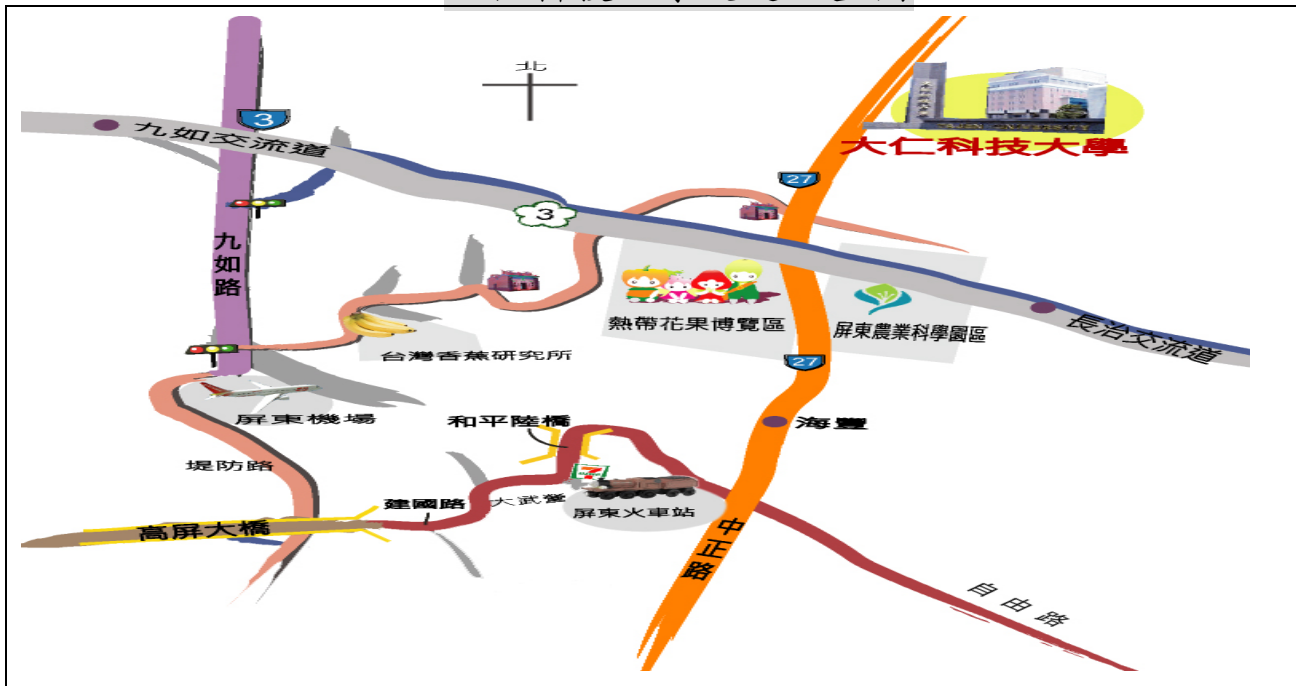 北
3
九如交流道
大仁科技大學
27
3
九如路
熱帶花果博覽區
屏東農業科學園區
長治交流道
台灣香蕉研究所
27
屏東機場
和平陸橋
海豐
堤防路
7
建國路
大武營
屏東火車站
高屏大橋
中正路
自由路